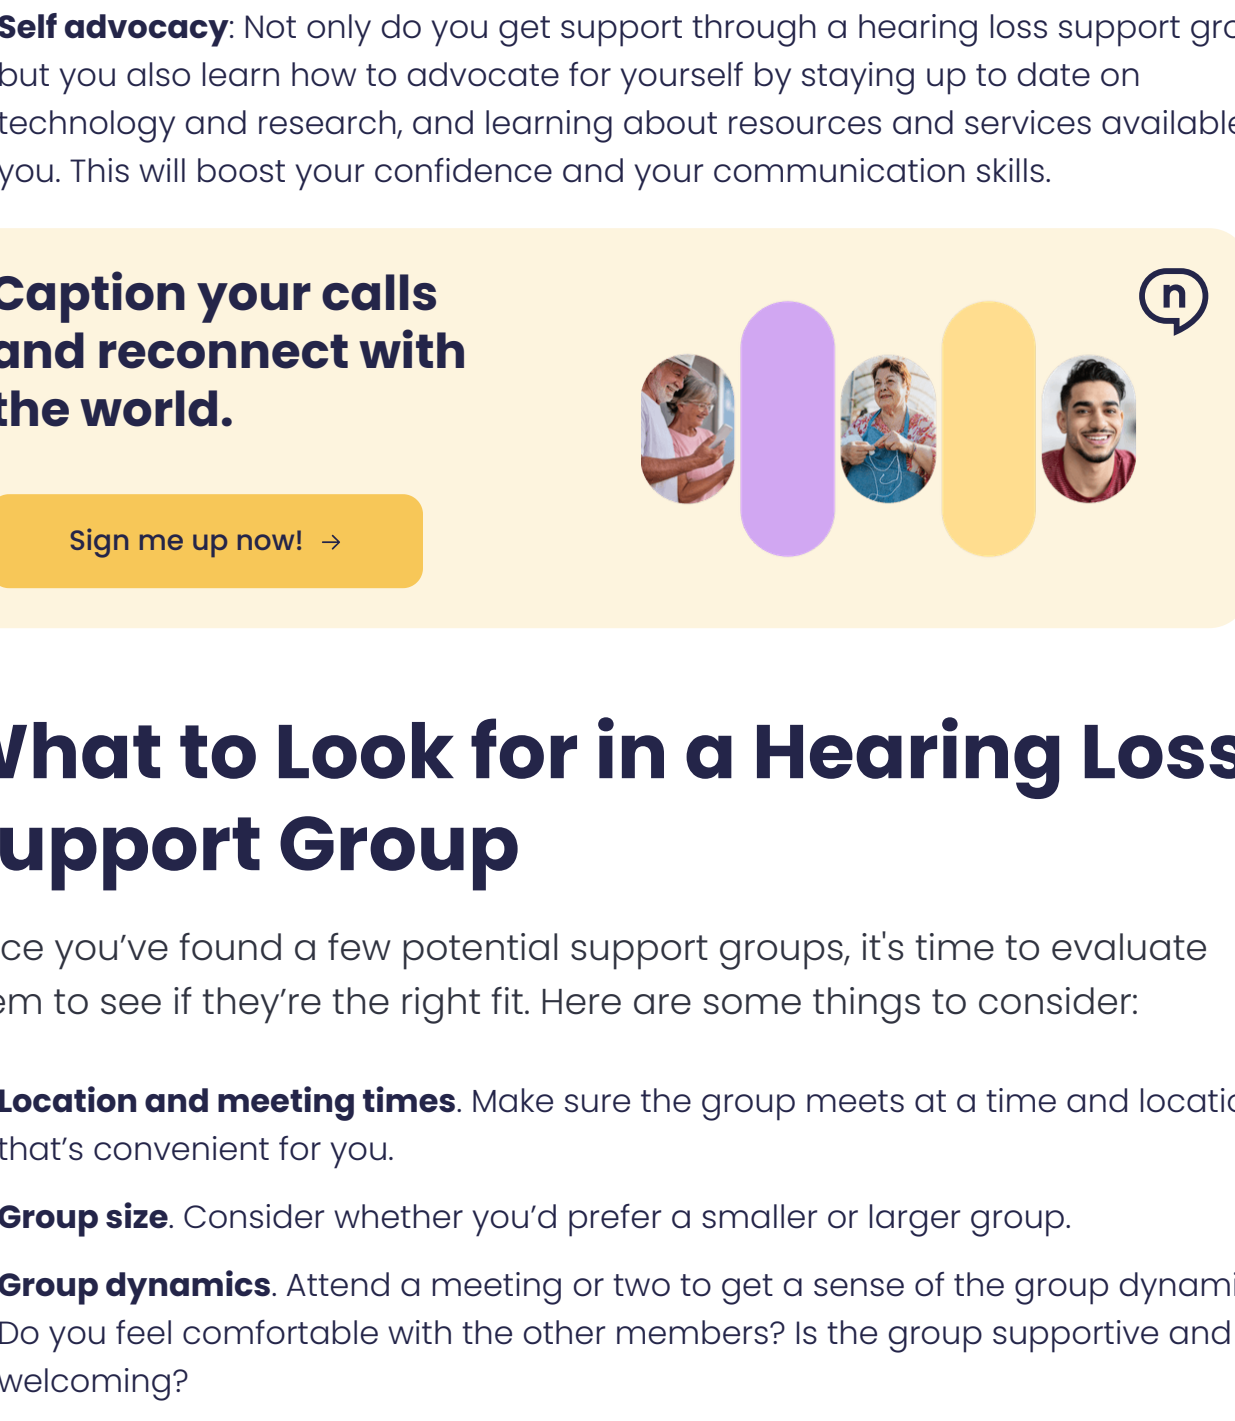 Self advocacy: Not only do you get support through a hearing loss support
but you also learn how to advocate for yourself by staying up to date on
technology and research, and learning about resources and services available
you. This will boost your confidence and your communication skills.
Caption your calls
and reconnect with
the world.
n
Sign me up now! →
What to Look for in a Hearing Loss
upport Group
ce you’ve found a few potential support groups, it's time to evaluate
em to see if they’re the right fit. Here are some things to consider:
Location and meeting times. Make sure the group meets at a time and locatio
that’s convenient for you.
Group size. Consider whether you’d prefer a smaller or larger group.
Group dynamics. Attend a meeting or two to get a sense of the group dynami
Do you feel comfortable with the other members? Is the group supportive and
welcoming?